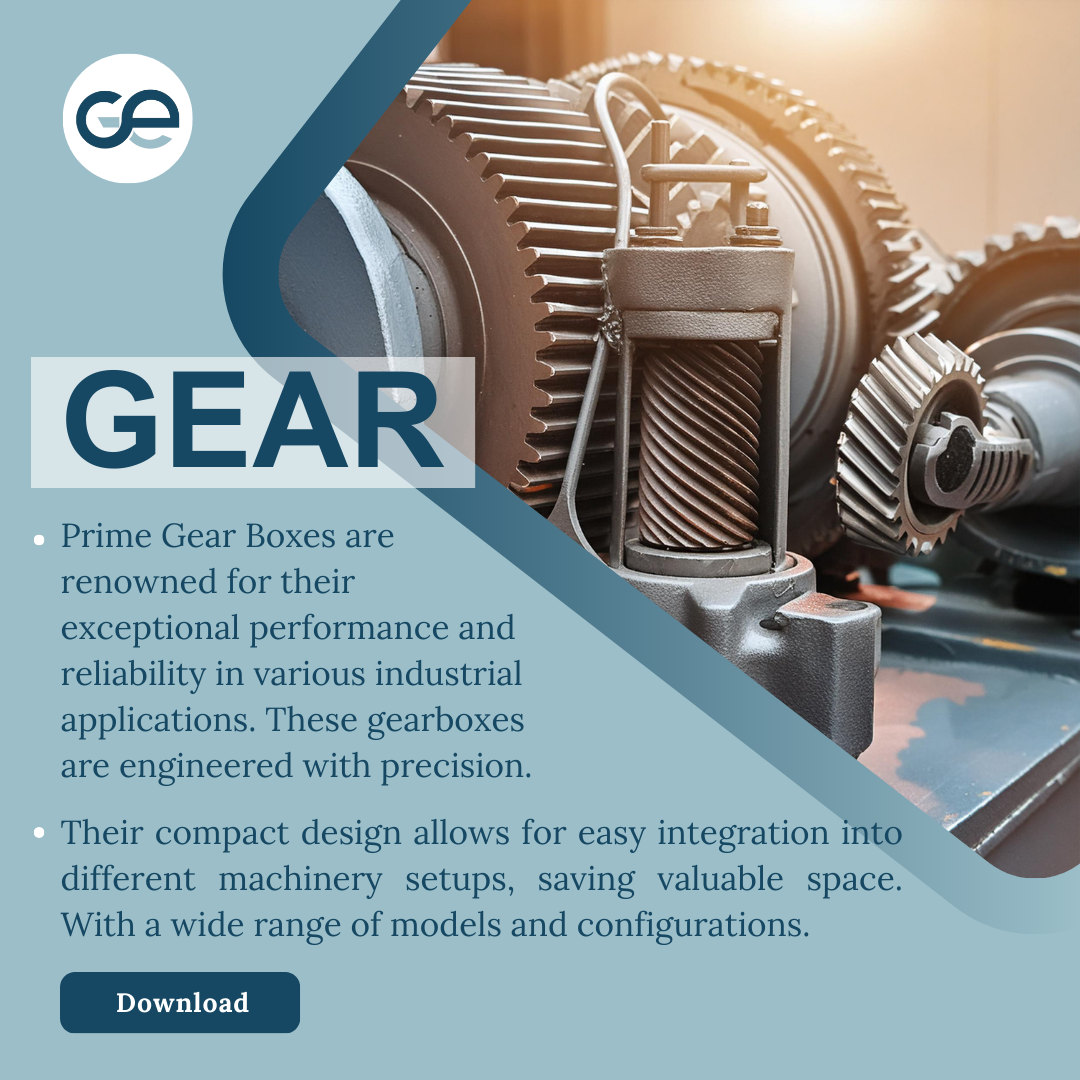 GE
GEAR
Prime Gear Boxes are
renowned for their
exceptional performance and
reliability in various industrial
applications. These gearboxes
are engineered with precision.
Their compact design allows for easy integration into
different machinery setups, saving valuable space.
With a wide range of models and configurations.
Download